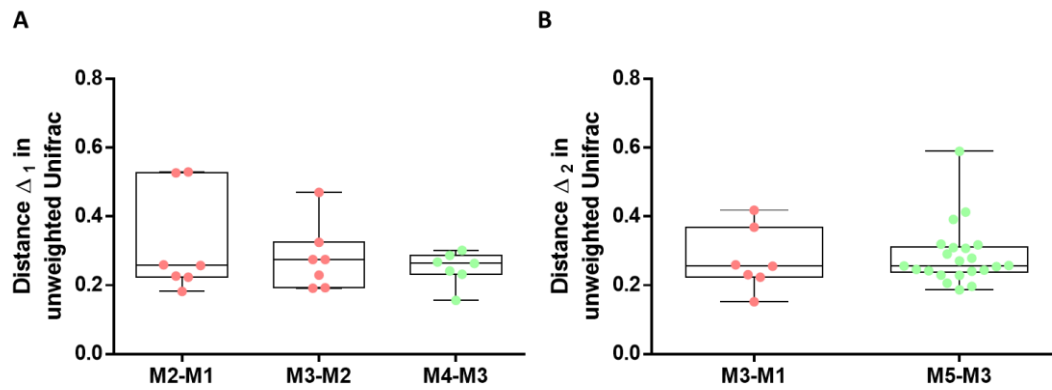 A
Distance Δ1 in
unweighted Unifrac
0.8
0.6
0.4
0.2
0.0
M2-M1 M3-M2 M4-M3
B
Distance Δ2 in
unweighted Unifrac
0.8
0.6
0.4
0.2
0.0
M3-M1 M5-M3